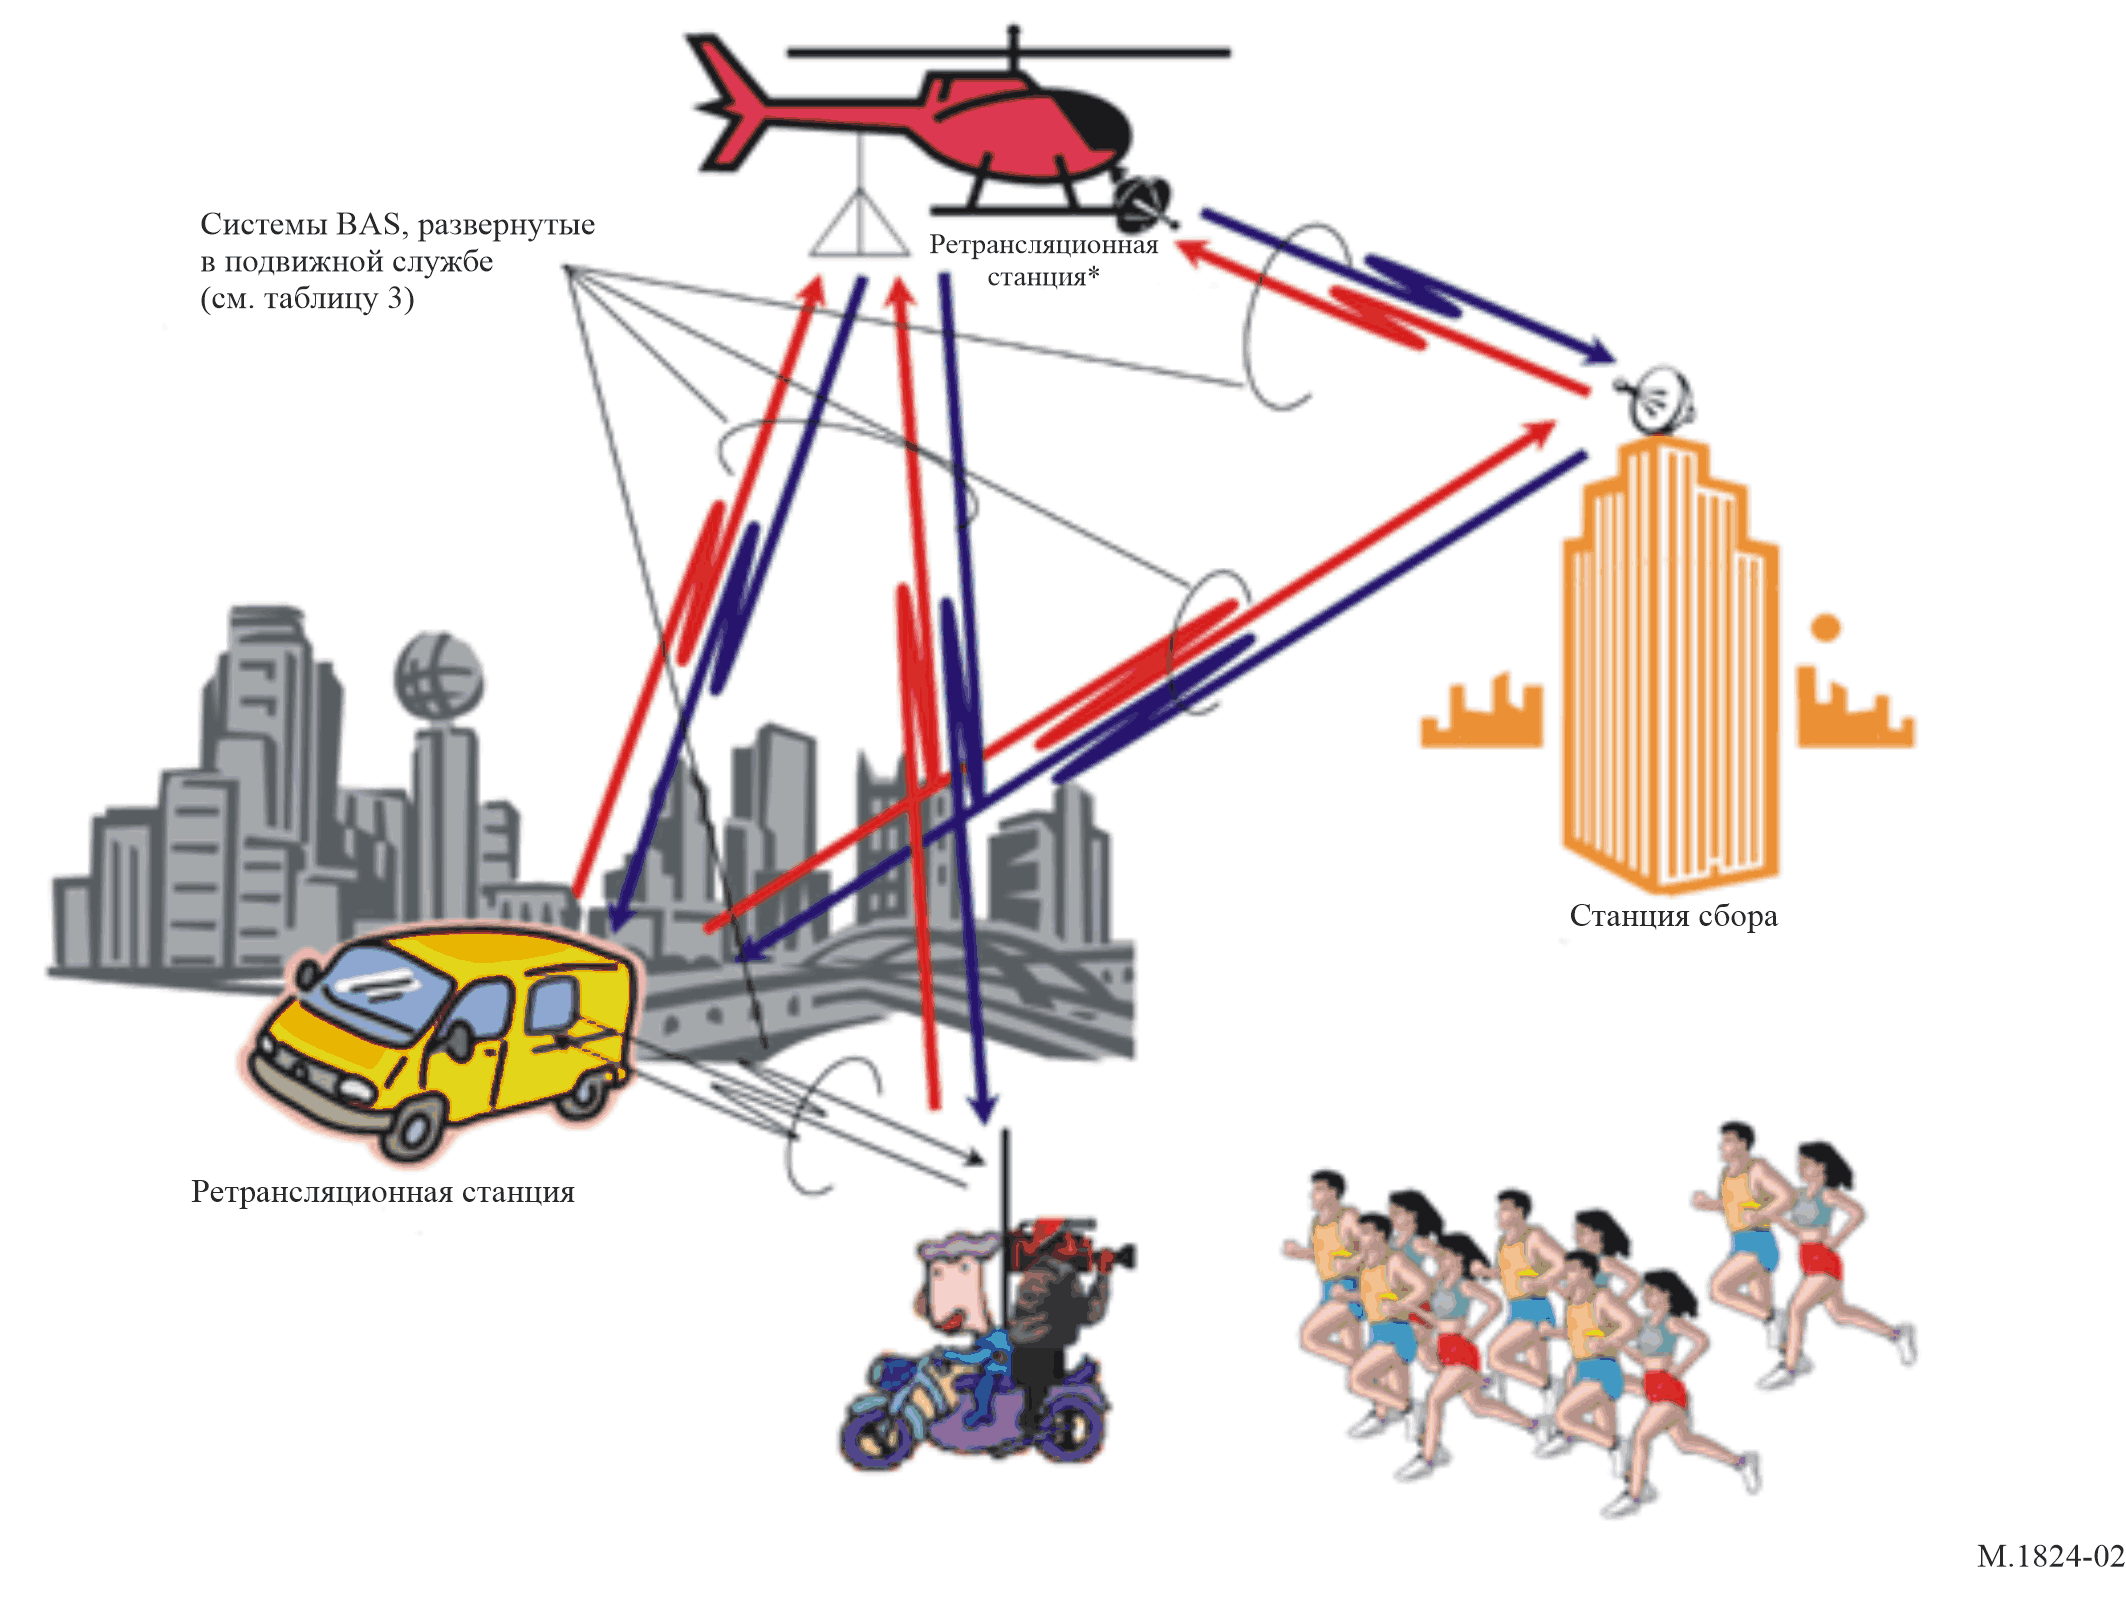 Системы BAS, развернутые
в подвижной службе
(см. таблицу 3)
Ретрансляционная
станция*
Станция сбора
Ретрансляционная станция
M.1824-02